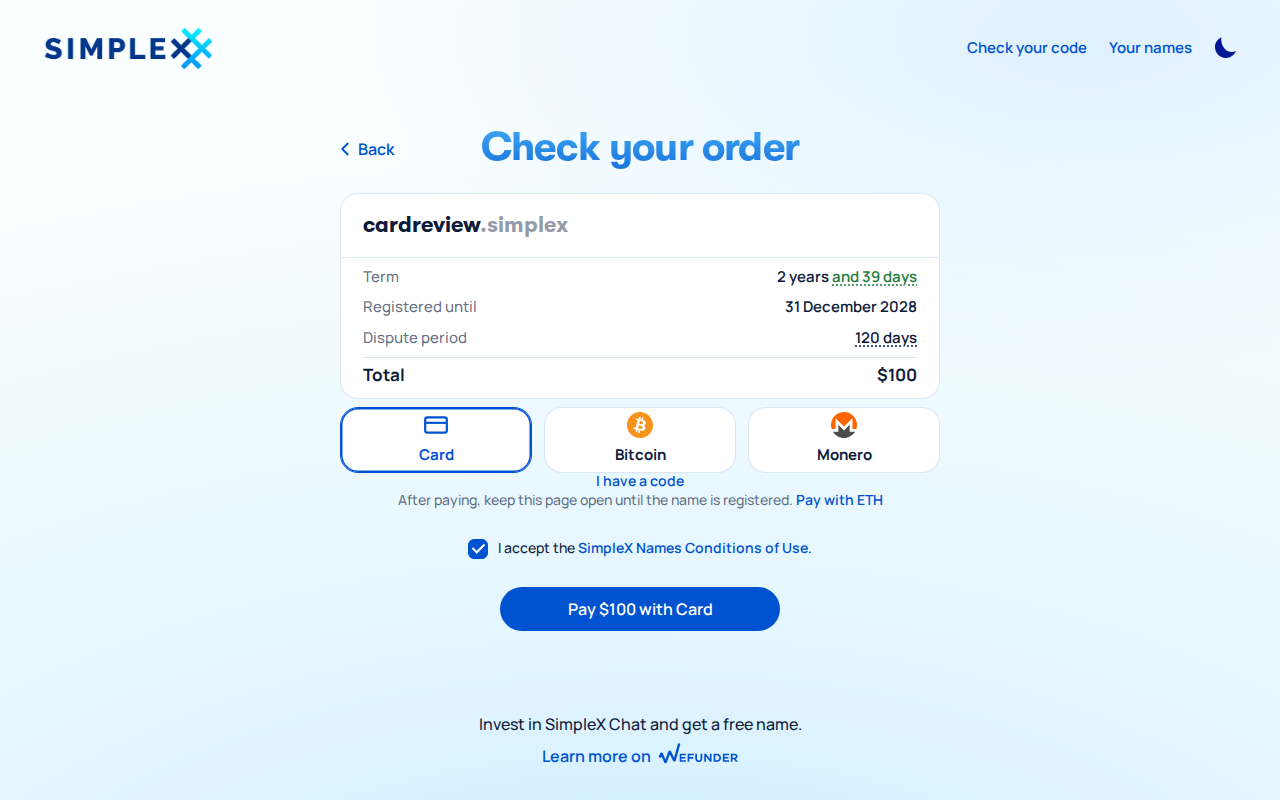 SIMPLEX
Check your code
Your names
Back
Check your order
cardreview.simplex
Term
2 years and 39 days
Registered until
31 December 2028
Dispute period
120 days
Total
$100
Card
Bitcoin
Monero
I have a code
After paying, keep this page open until the name is registered. Pay with ETH
I accept the SimpleX Names Conditions of Use.
Pay $100 with Card
Invest in SimpleX Chat and get a free name.
Learn more on WEFUNDER